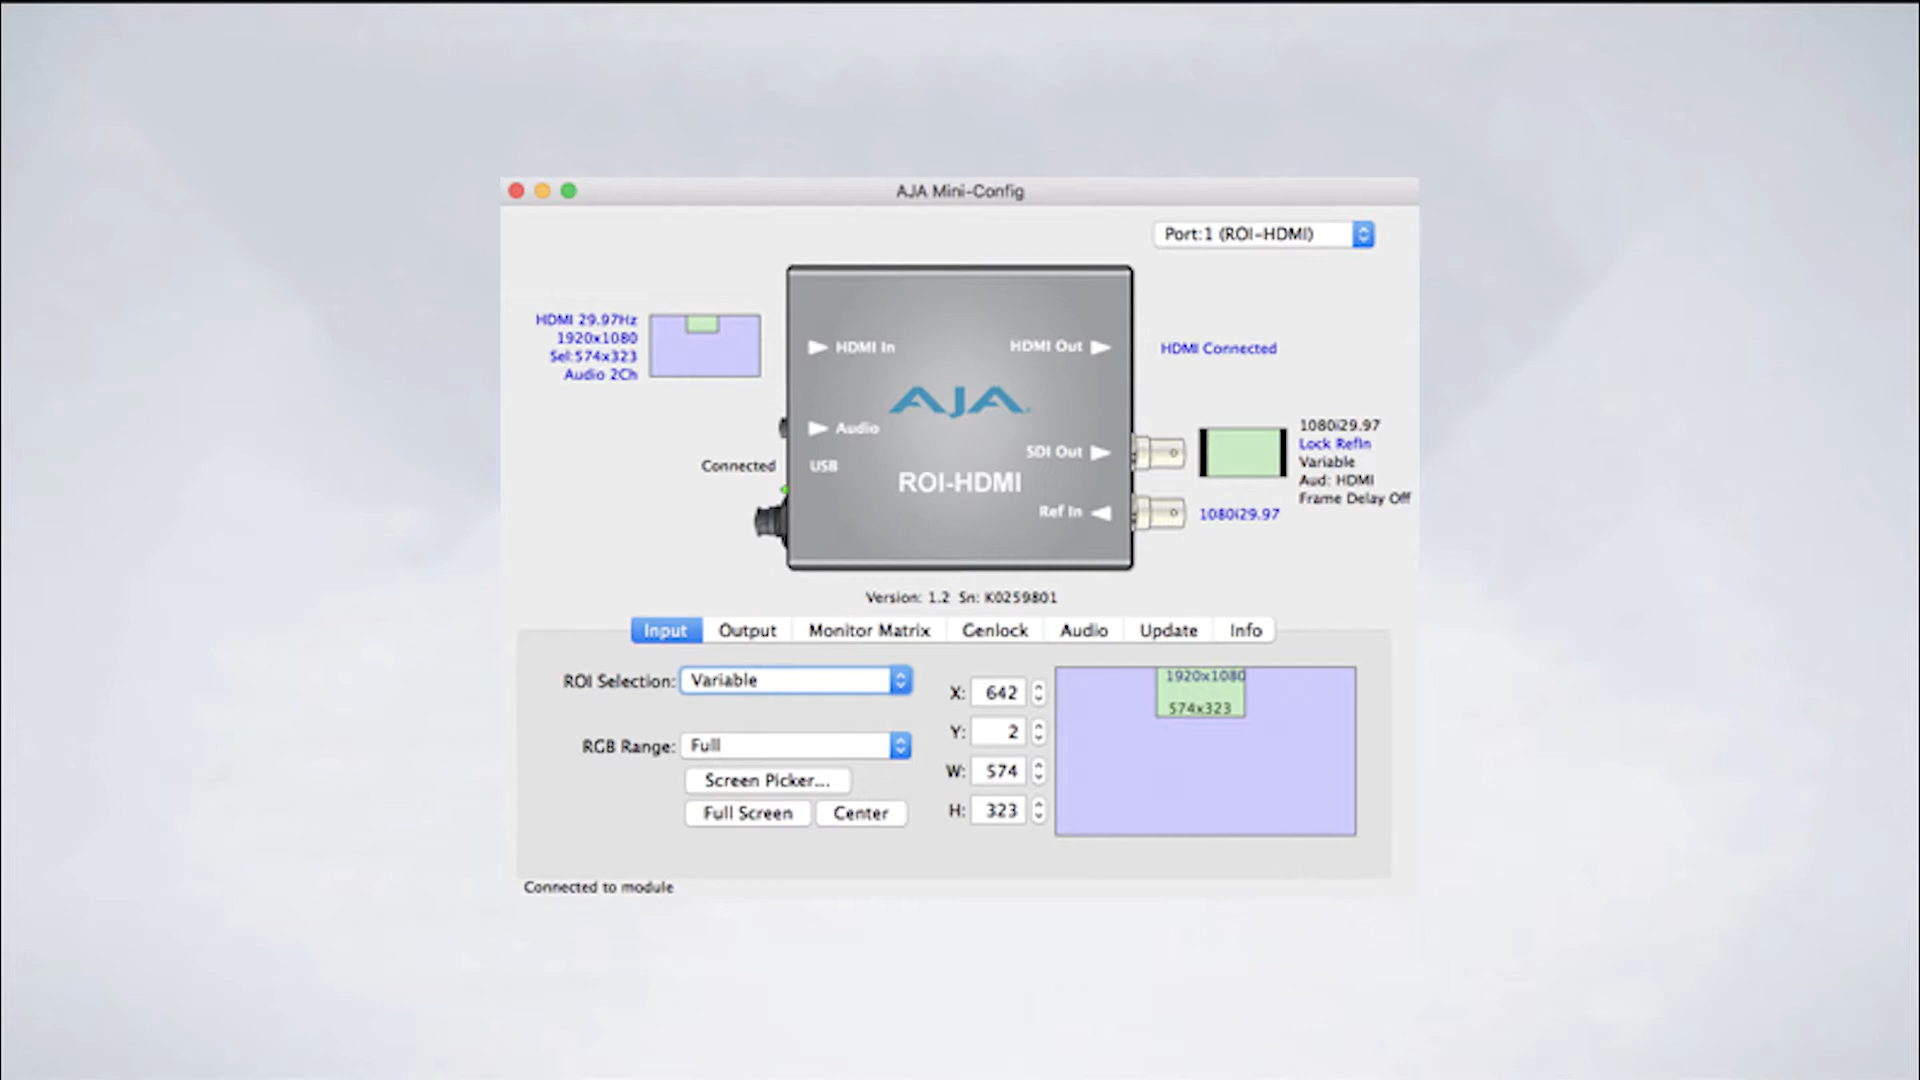 AJA Mini-Config
Port:1 (ROI-HDMI)
HDMI 29.97Hz
1920x1080
Sel:574x323
Audio 2Ch
HDMI In
HDMI Out
HDMI Connected
AJA
Audio
SDI Out
1080i29.97
Lock RefIn
Variable
Aud: HDMI
Frame Delay Off
Connected
USB
ROI-HDMI
Ref In
1080i29.97
Version: 1.2 Sn: K0259801
Input Output Monitor Matrix Genlock Audio Update Info
ROI Selection: Variable
RGB Range: Full
Screen Picker...
Full Screen Center
X: 642
Y: 2
W: 574
H: 323
1920x1080
574x323
Connected to module